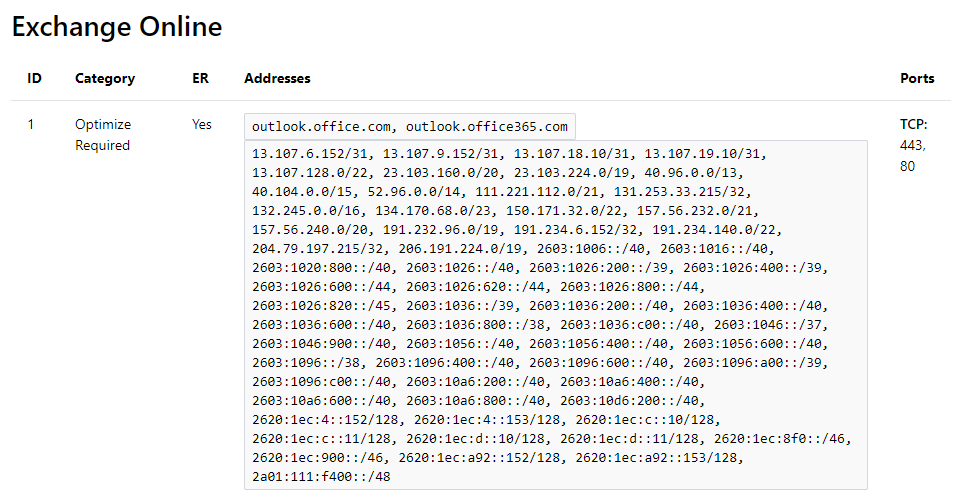 Exchange Online
ID Category ER Addresses Ports
1 Optimize Required Yes outlook.office.com, outlook.office365.com TCP: 443, 80
13.107.6.152/31, 13.107.9.152/31, 13.107.18.10/31, 13.107.19.10/31,
13.107.128.0/22, 23.103.160.0/20, 23.103.224.0/19, 40.96.0.0/13,
40.104.0.0/15, 52.96.0.0/14, 111.221.112.0/21, 131.253.33.215/32,
132.245.0.0/16, 134.170.68.0/23, 150.171.32.0/22, 157.56.232.0/21,
157.56.240.0/20, 191.232.96.0/19, 191.234.6.152/32, 191.234.140.0/22,
204.79.197.215/32, 206.191.224.0/19, 2603:1006::/40, 2603:1016::/40,
2603:1020:800::/40, 2603:1026::/40, 2603:1026:200::/39, 2603:1026:400::/39,
2603:1026:600::/44, 2603:1026:620::/44, 2603:1026:800::/44,
2603:1026:820::/45, 2603:1036::/39, 2603:1036:200::/40, 2603:1036:400::/40,
2603:1036:600::/40, 2603:1036:800::/38, 2603:1036:c00::/40, 2603:1046::/37,
2603:1046:900::/40, 2603:1056::/40, 2603:1056:400::/40, 2603:1056:600::/40,
2603:1096::/38, 2603:1096:400::/40, 2603:1096:600::/40, 2603:1096:a00::/39,
2603:1096:c00::/40, 2603:10a6:200::/40, 2603:10a6:400::/40,
2603:10a6:600::/40, 2603:10a6:800::/40, 2603:10d6:200::/40,
2620:1ec:4::152/128, 2620:1ec:4::153/128, 2620:1ec:c::10/128,
2620:1ec:c::11/128, 2620:1ec:d::10/128, 2620:1ec:d::11/128, 2620:1ec:8f0::/46,
2620:1ec:900::/46, 2620:1ec:a92::152/128, 2620:1ec:a92::153/128,
2a01:111:f400::/48